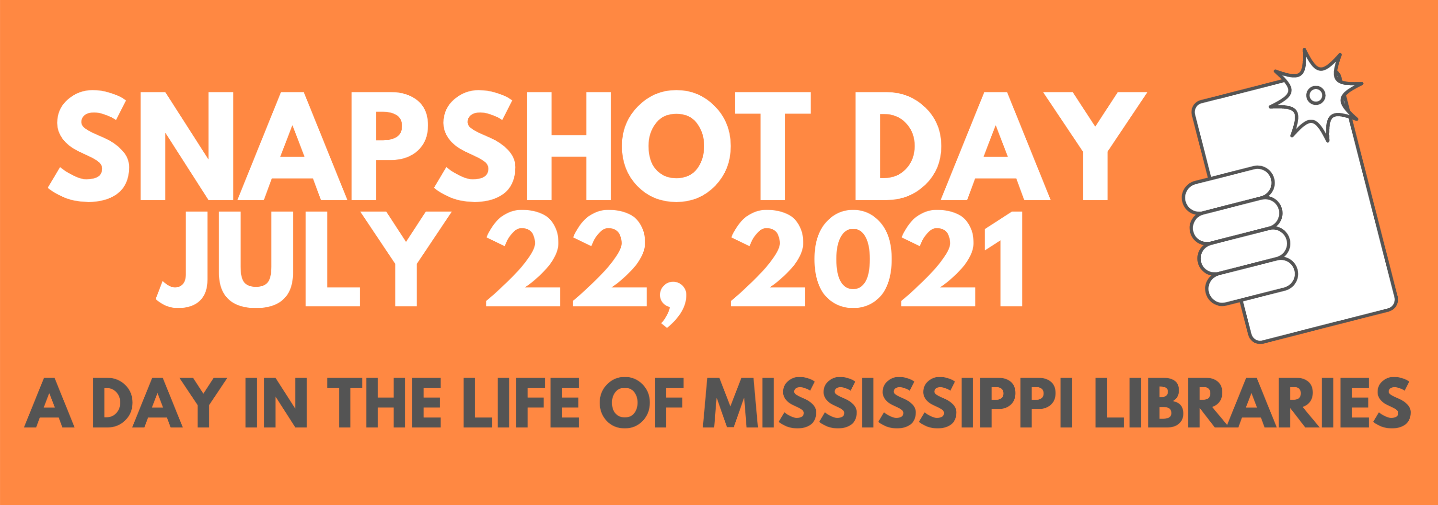 SNAPSHOT DAY
JULY 22, 2021
A DAY IN THE LIFE OF MISSISSIPPI LIBRARIES